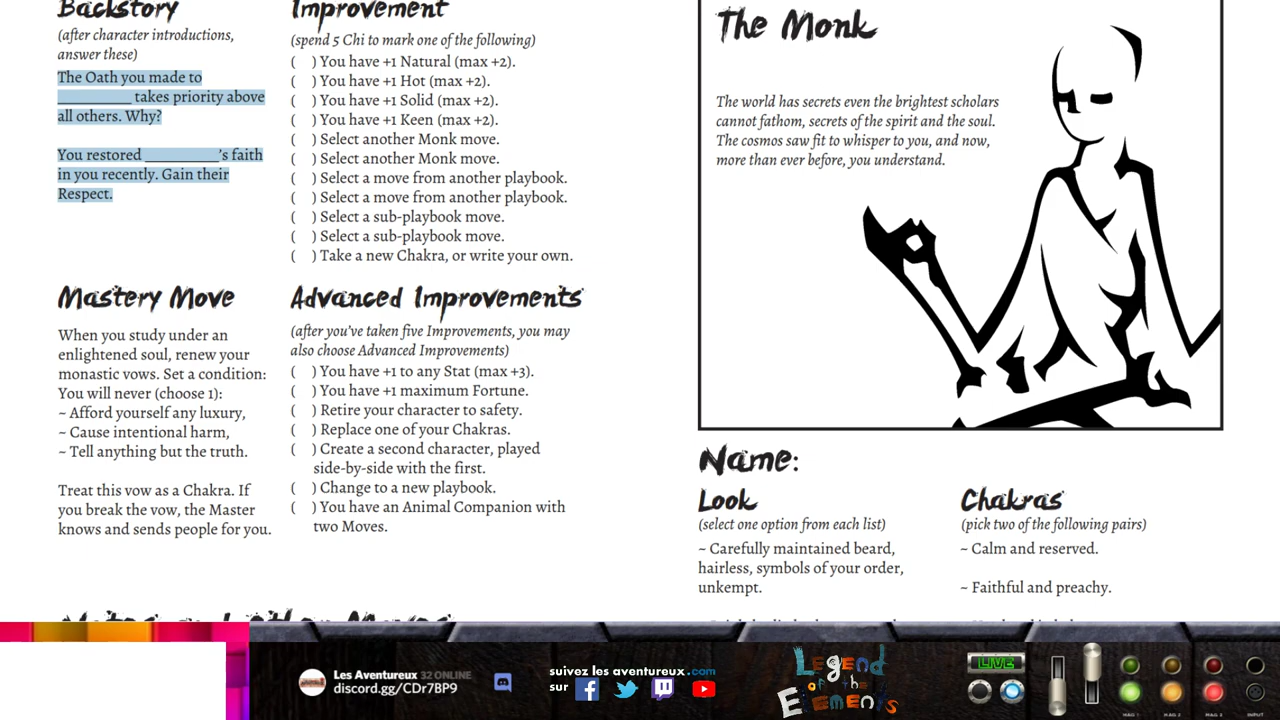 Backstory
(after character introductions,
answer these)
The Oath you made to
__________ takes priority above
all others. Why?
You restored __________'s faith
in you recently. Gain their
Respect.
Improvement
(spend 5 Chi to mark one of the following)
( ) You have +1 Natural (max +2).
( ) You have +1 Hot (max +2).
( ) You have +1 Solid (max +2).
( ) You have +1 Keen (max +2).
( ) Select another Monk move.
( ) Select another Monk move.
( ) Select a move from another playbook.
( ) Select a move from another playbook.
( ) Select a sub-playbook move.
( ) Select a sub-playbook move.
( ) Take a new Chakra, or write your own.
Mastery Move
When you study under an
enlightened soul, renew your
monastic vows. Set a condition:
You will never (choose 1):
~ Afford yourself any luxury,
~ Cause intentional harm,
~ Tell anything but the truth.
Treat this vow as a Chakra. If
you break the vow, the Master
knows and sends people for you.
Advanced Improvements
(after you've taken five Improvements, you may
also choose Advanced Improvements)
( ) You have +1 to any Stat (max +3).
( ) You have +1 maximum Fortune.
( ) Retire your character to safety.
( ) Replace one of your Chakras.
( ) Create a second character, played
side-by-side with the first.
( ) Change to a new playbook.
( ) You have an Animal Companion with
two Moves.
The Monk
The world has secrets even the brightest scholars
cannot fathom, secrets of the spirit and the soul.
The cosmos saw fit to whisper to you, and now,
more than ever before, you understand.
Name:
Look
(select one option from each list)
~ Carefully maintained beard,
hairless, symbols of your order,
unkempt.
Chakras
(pick two of the following pairs)
~ Calm and reserved.
~ Faithful and preachy.
Les Aventureux 32 ONLINE
discord.gg/CDr7BP9
suivez les aventureux.com
sur
Legend
of the
Elements
LIVE
MAG 1 MAG 2 MAG 3 INPUT